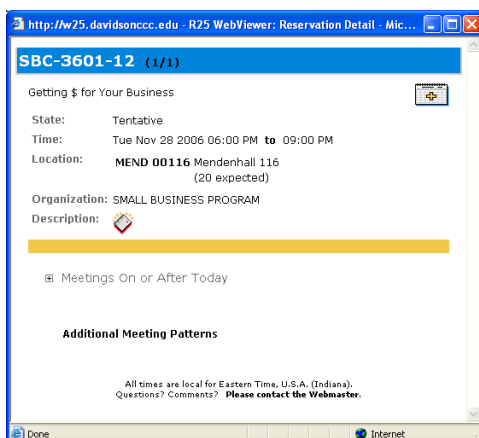 http://w25.davidsonccc.edu - R25 WebViewer: Reservation Detail - Mic...
SBC-3601-12 (1/1)
Getting $ for Your Business
State: Tentative
Time: Tue Nov 28 2006 06:00 PM to 09:00 PM
Location: MEND 00116 Mendenhall 116
(20 expected)
Organization: SMALL BUSINESS PROGRAM
Description:
Meetings On or After Today
Additional Meeting Patterns
All times are local for Eastern Time, U.S.A. (Indiana).
Questions? Comments? Please contact the Webmaster.
Done Internet